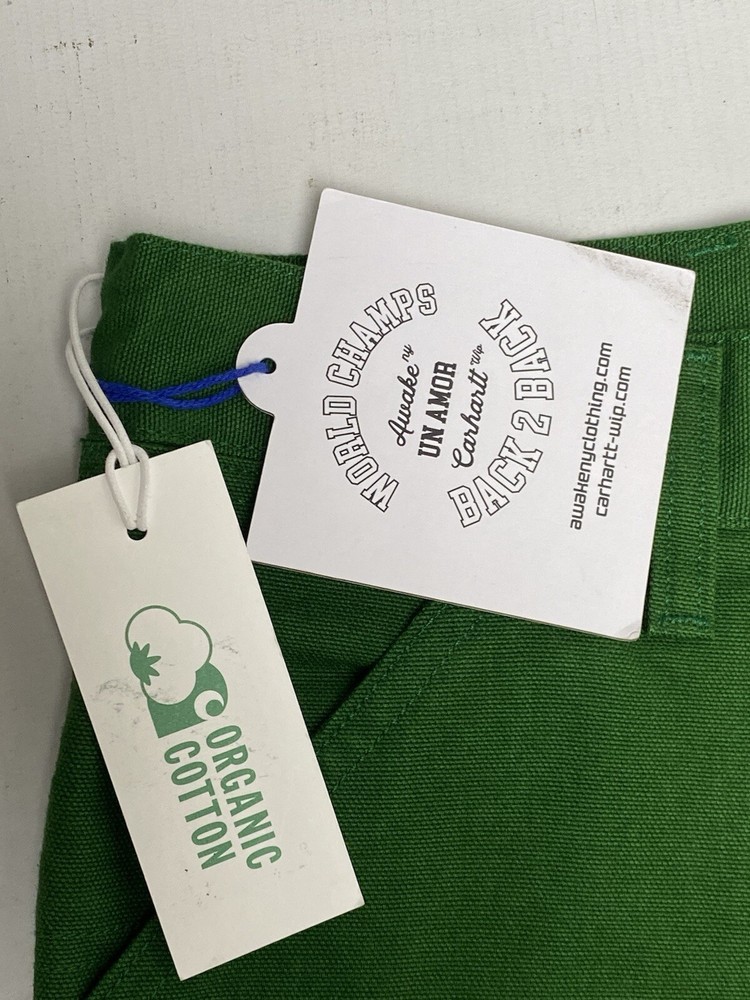 WORLD CHAMPS
Awake ny
UN AMOR
Carhartt Wip
BACK 2 BACK
awakenyclothing.com
carhartt-wip.com
ORGANIC
COTTON